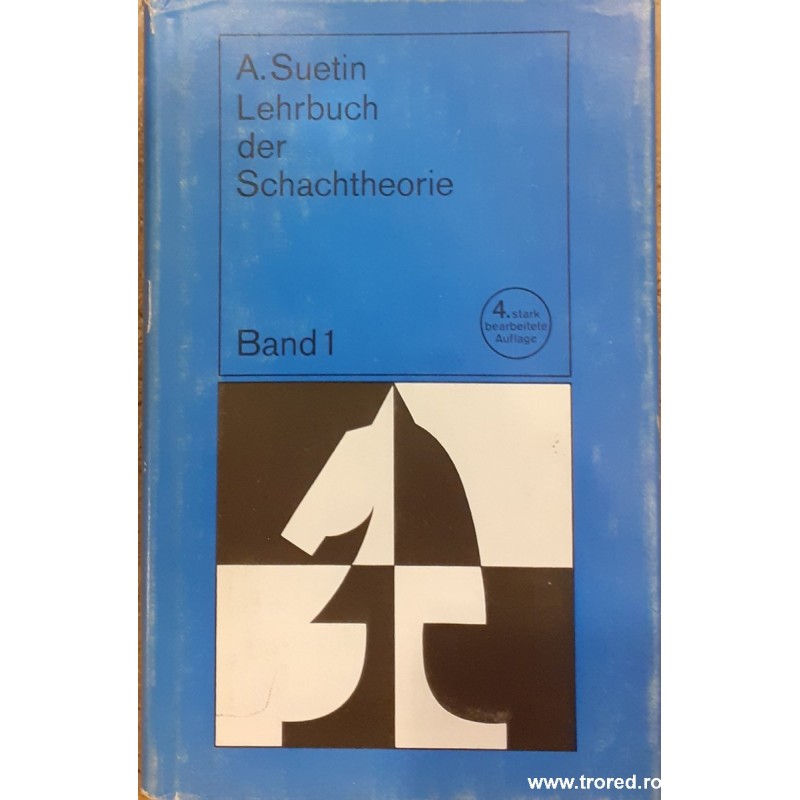 A. Suetin
Lehrbuch
der
Schachtheorie
Band 1
4. stark
bearbeitete
Auflage
www.trored.ro